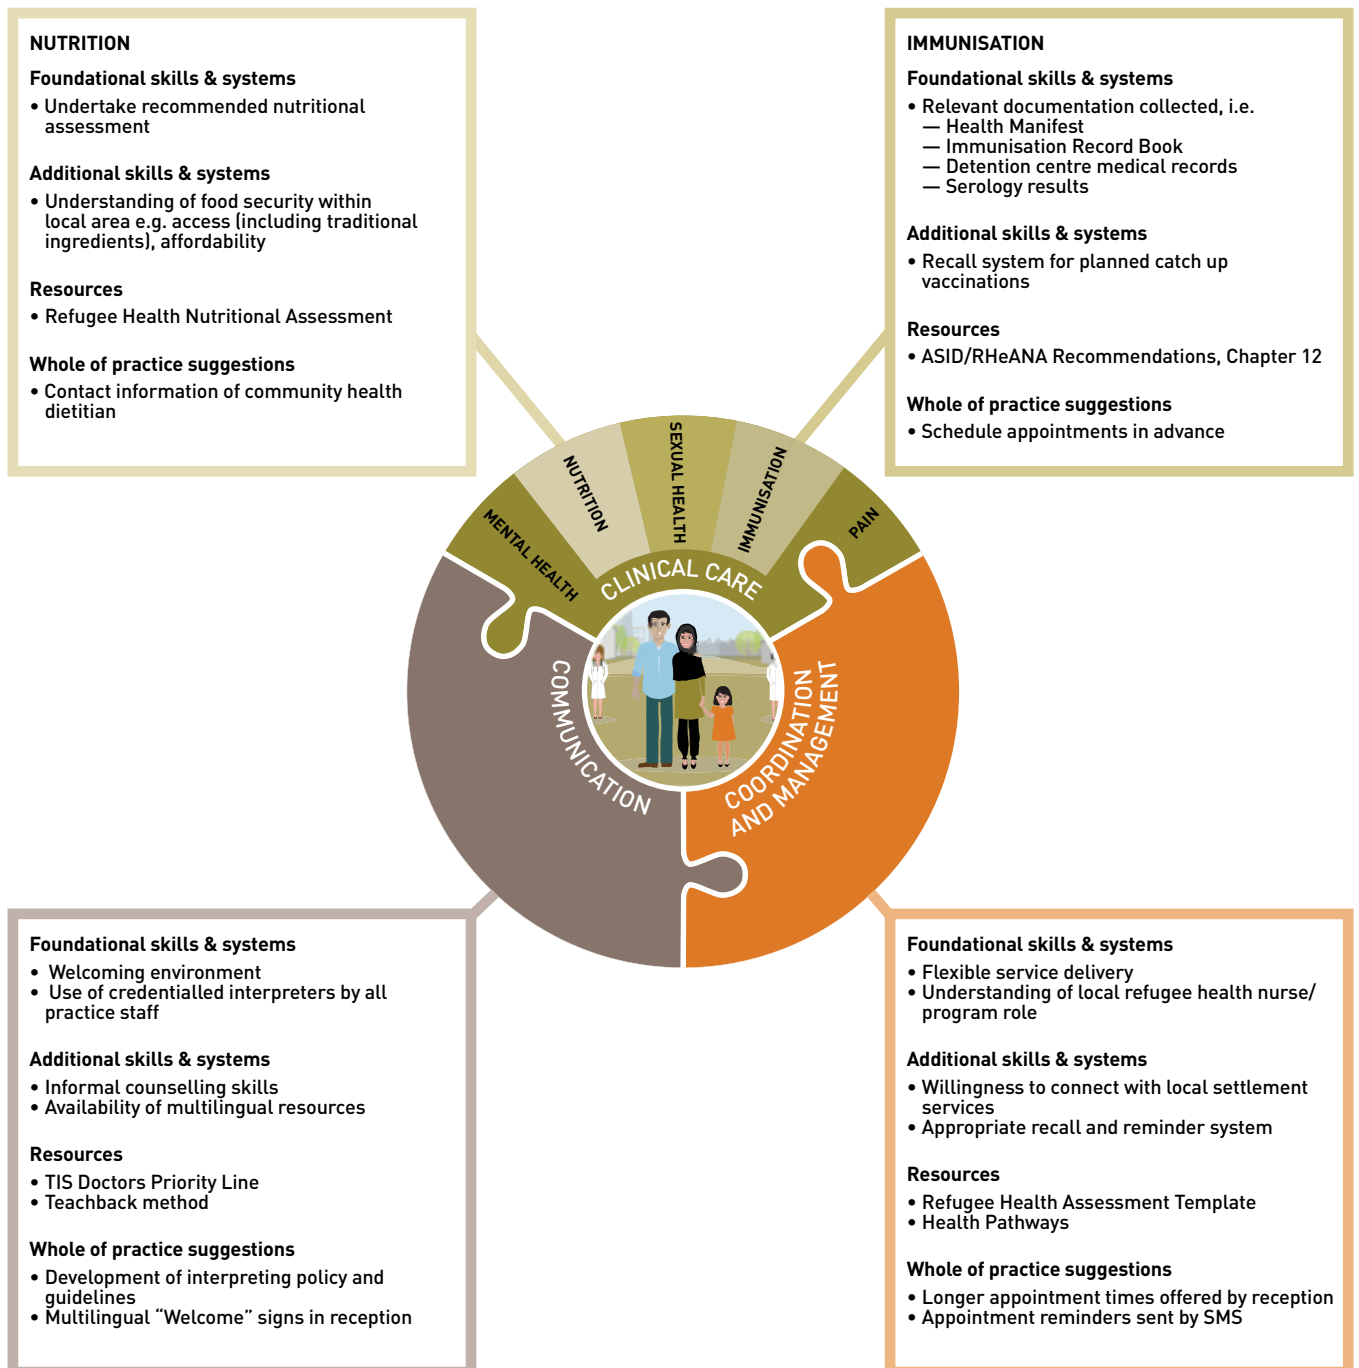 NUTRITION
Foundational skills & systems
• Undertake recommended nutritional
assessment
Additional skills & systems
• Understanding of food security within
local area e.g. access (including traditional
ingredients), affordability
Resources
• Refugee Health Nutritional Assessment
Whole of practice suggestions
• Contact information of community health
dietitian
IMMUNISATION
Foundational skills & systems
• Relevant documentation collected, i.e.
— Health Manifest
— Immunisation Record Book
— Detention centre medical records
— Serology results
Additional skills & systems
• Recall system for planned catch up
vaccinations
Resources
• ASID/RHeANA Recommendations, Chapter 12
Whole of practice suggestions
• Schedule appointments in advance
MENTAL HEALTH
NUTRITION
SEXUAL HEALTH
IMMUNISATION
PAIN
CLINICAL CARE
COMMUNICATION
COORDINATION
AND MANAGEMENT
Foundational skills & systems
• Welcoming environment
• Use of credentialled interpreters by all
practice staff
Additional skills & systems
• Informal counselling skills
• Availability of multilingual resources
Resources
• TIS Doctors Priority Line
• Teachback method
Whole of practice suggestions
• Development of interpreting policy and
guidelines
• Multilingual “Welcome” signs in reception
Foundational skills & systems
• Flexible service delivery
• Understanding of local refugee health nurse/
program role
Additional skills & systems
• Willingness to connect with local settlement
services
• Appropriate recall and reminder system
Resources
• Refugee Health Assessment Template
• Health Pathways
Whole of practice suggestions
• Longer appointment times offered by reception
• Appointment reminders sent by SMS